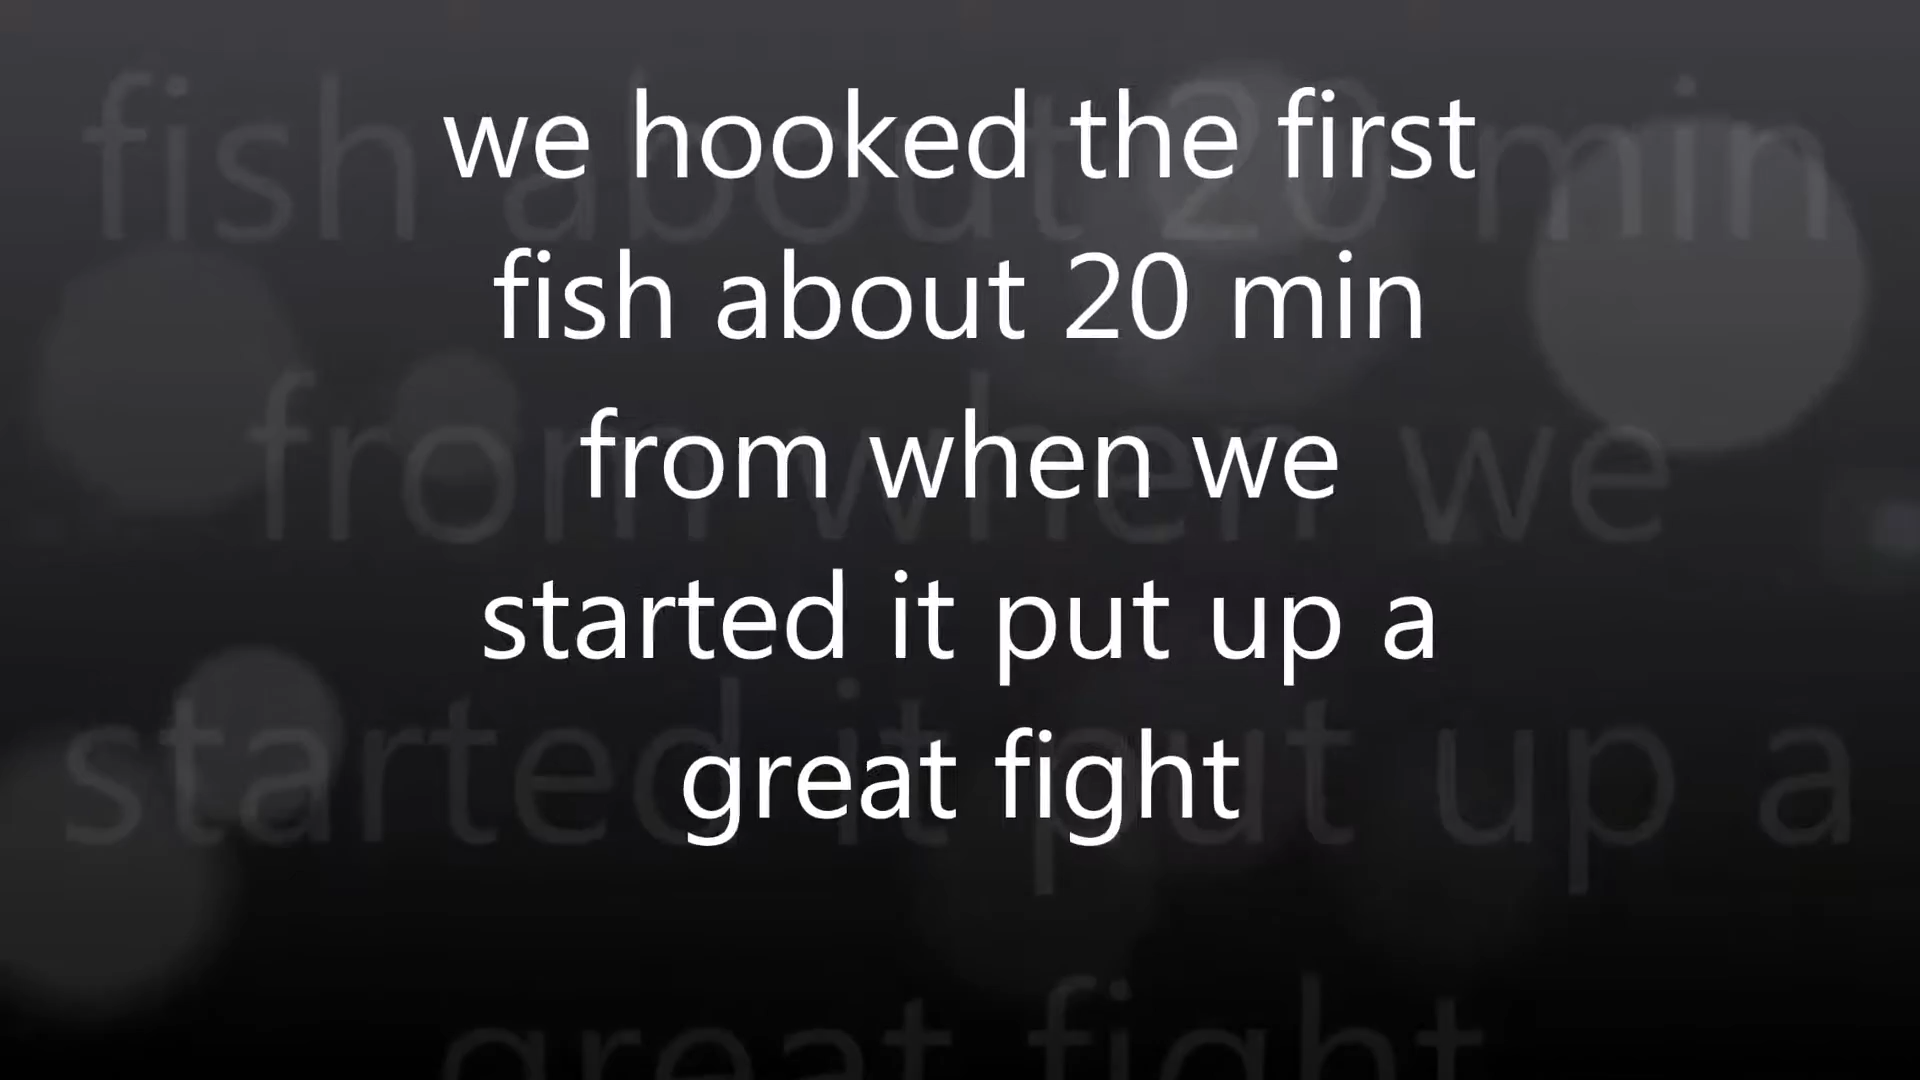 we hooked the first
fish about 20 min
from when we
started it put up a
great fight